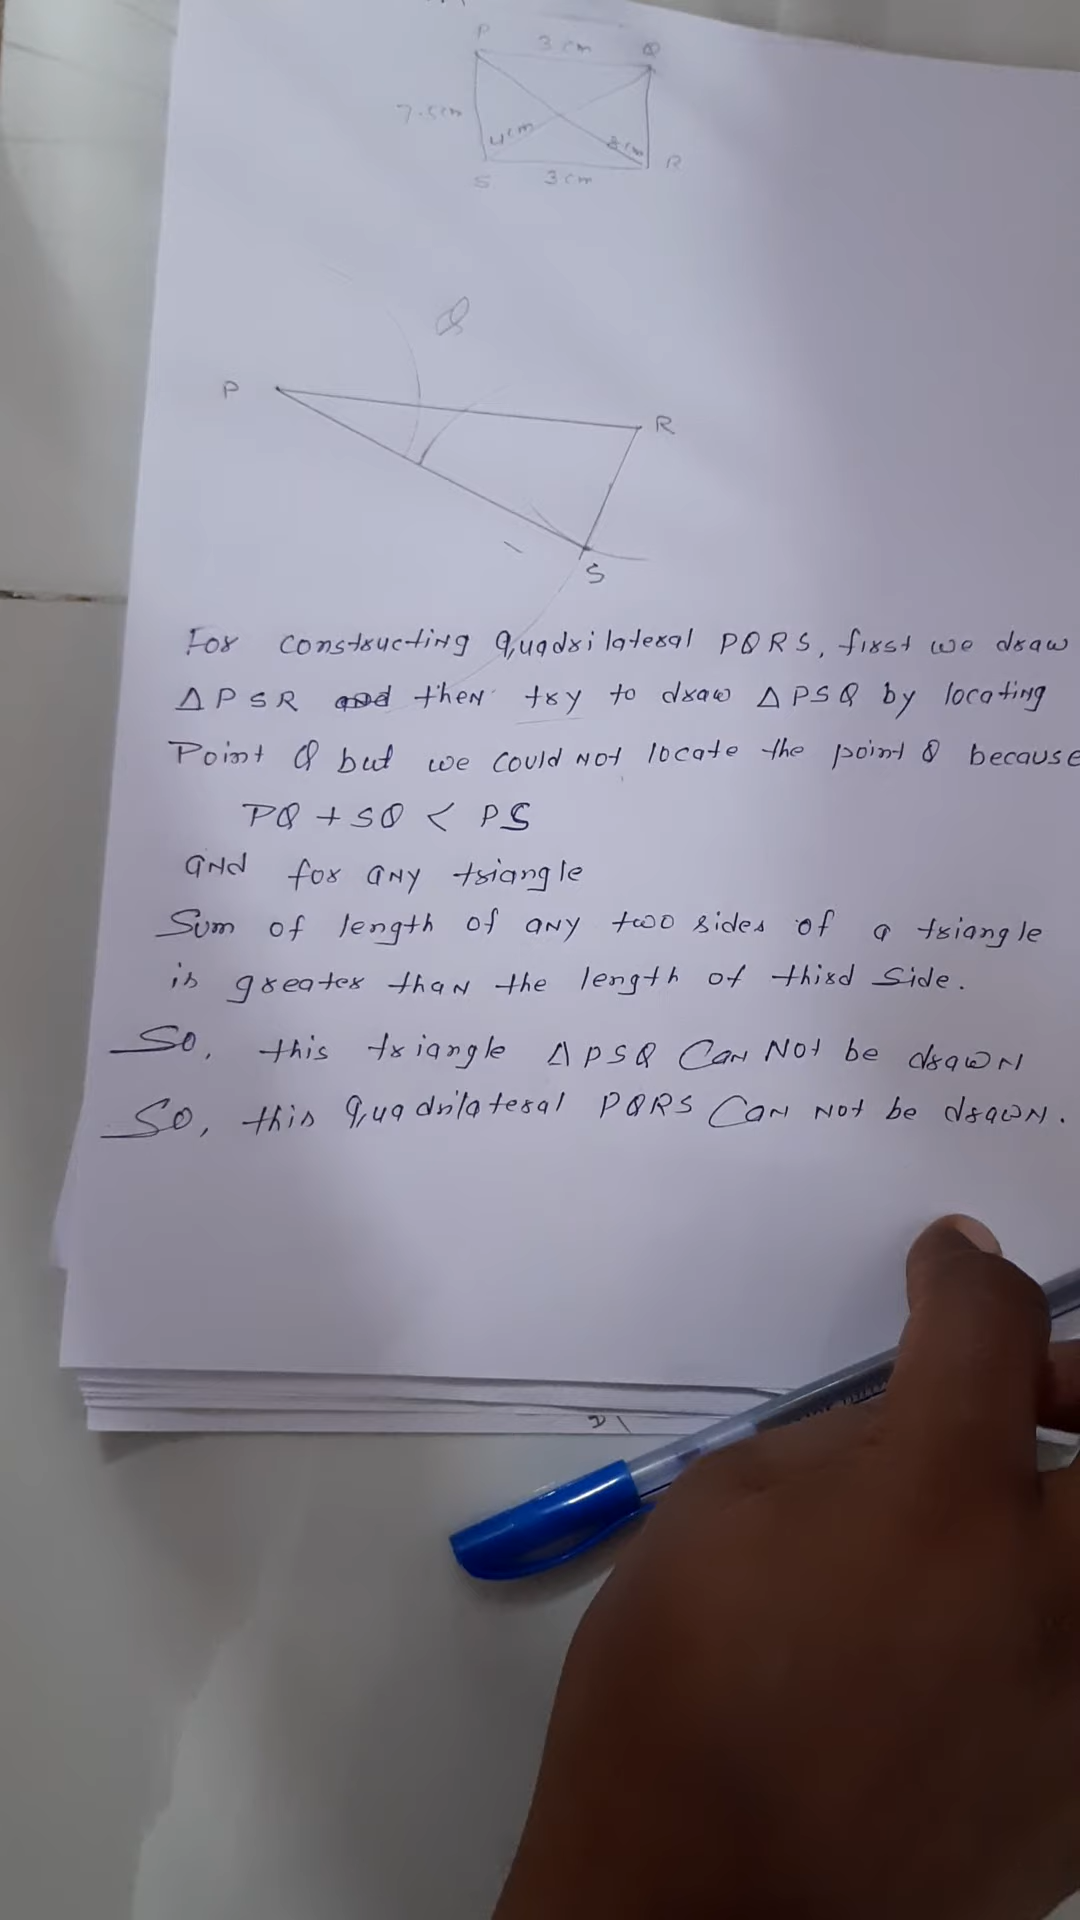 P 3 cm Q
7.5cm
4cm 8cm R
S 3 cm
Q
P
R
S
For constructing quadrilateral PQRS, first we draw
△PSR then try to draw △PSQ by locating
Point Q but we could not locate the point Q because
PQ + SQ < PS
and for any triangle
Sum of length of any two sides of a triangle
is greater than the length of third side.
So, this triangle △PSQ can not be drawn
So, this quadrilateral PQRS can not be drawn.